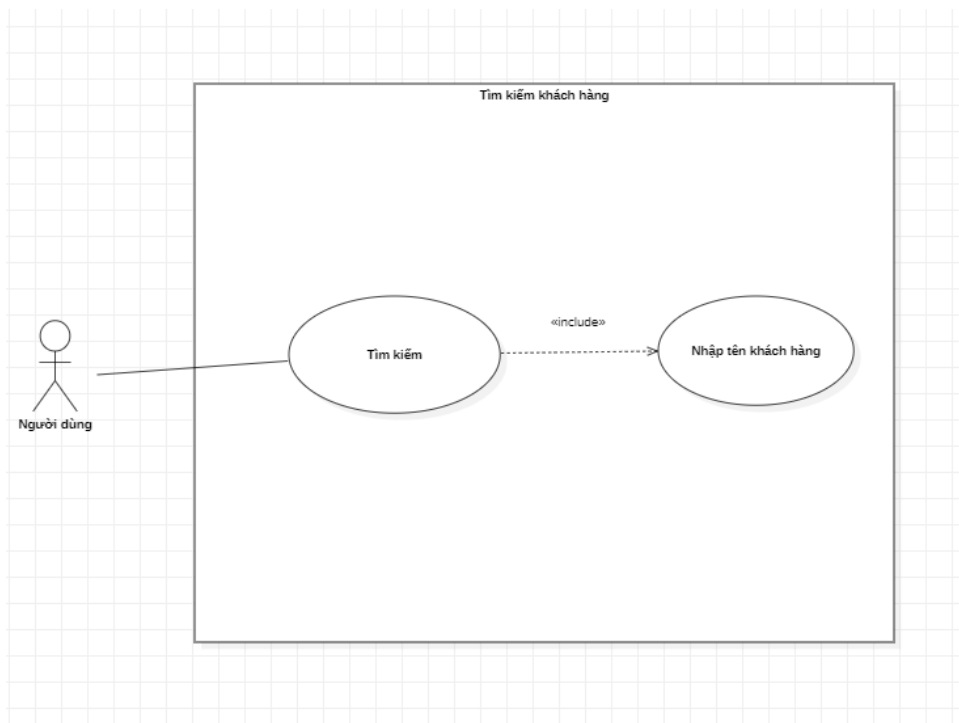 Tìm kiếm khách hàng
«include»
Tìm kiếm
Nhập tên khách hàng
Người dùng